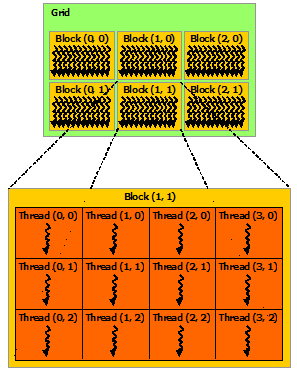 Grid
Block (0, 0) Block (1, 0) Block (2, 0)
Block (0, 1) Block (1, 1) Block (2, 1)
Block (1, 1)
Thread (0, 0) Thread (1, 0) Thread (2, 0) Thread (3, 0)
Thread (0, 1) Thread (1, 1) Thread (2, 1) Thread (3, 1)
Thread (0, 2) Thread (1, 2) Thread (2, 2) Thread (3, 2)